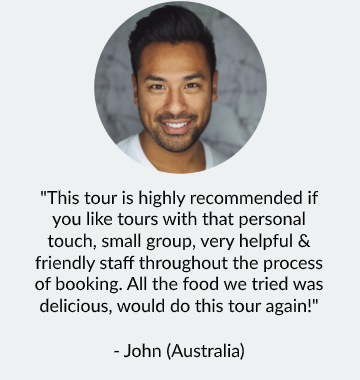 "This tour is highly recommended if
you like tours with that personal
touch, small group, very helpful &
friendly staff throughout the process
of booking. All the food we tried was
delicious, would do this tour again!"
- John (Australia)